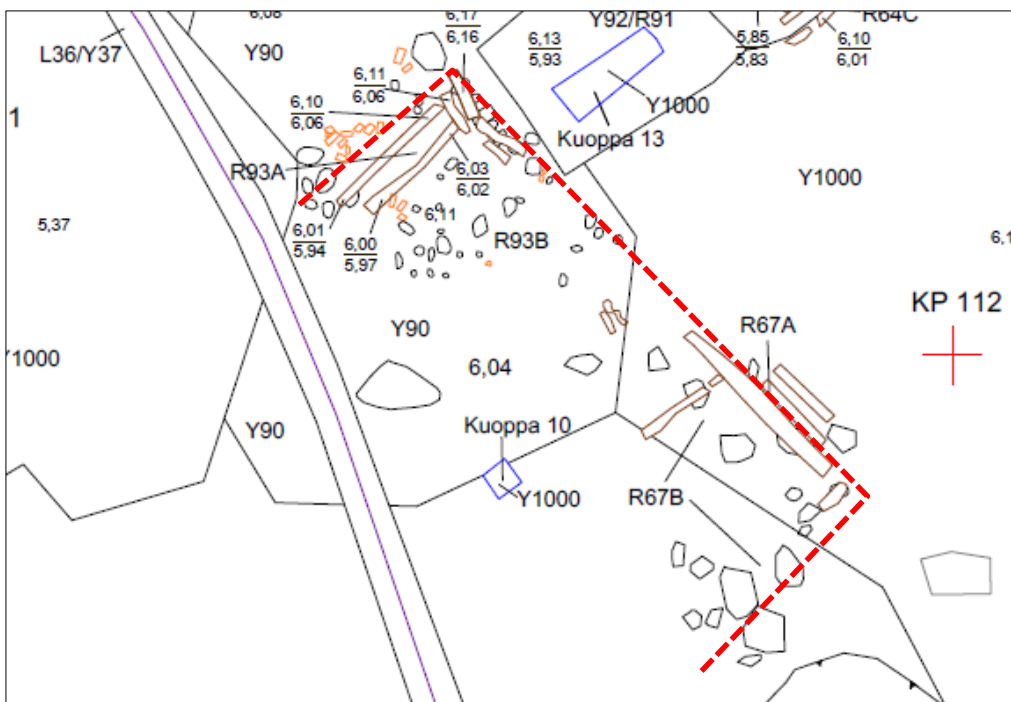 6,08
6,17
6,16
Y92/R91
R64C
L36/Y37
Y90
6,13
5,93
5,85
5,83
6,10
6,01
6,11
6,06
6,10
6,06
Y1000
1
Kuoppa 13
R93A
6,03
6,02
Y1000
5,37
6,11
6,01
5,94
6,00
5,97
R93B
6,1
KP 112
Y90
R67A
Y1000
6,04
Kuoppa 10
Y90
Y1000
R67B